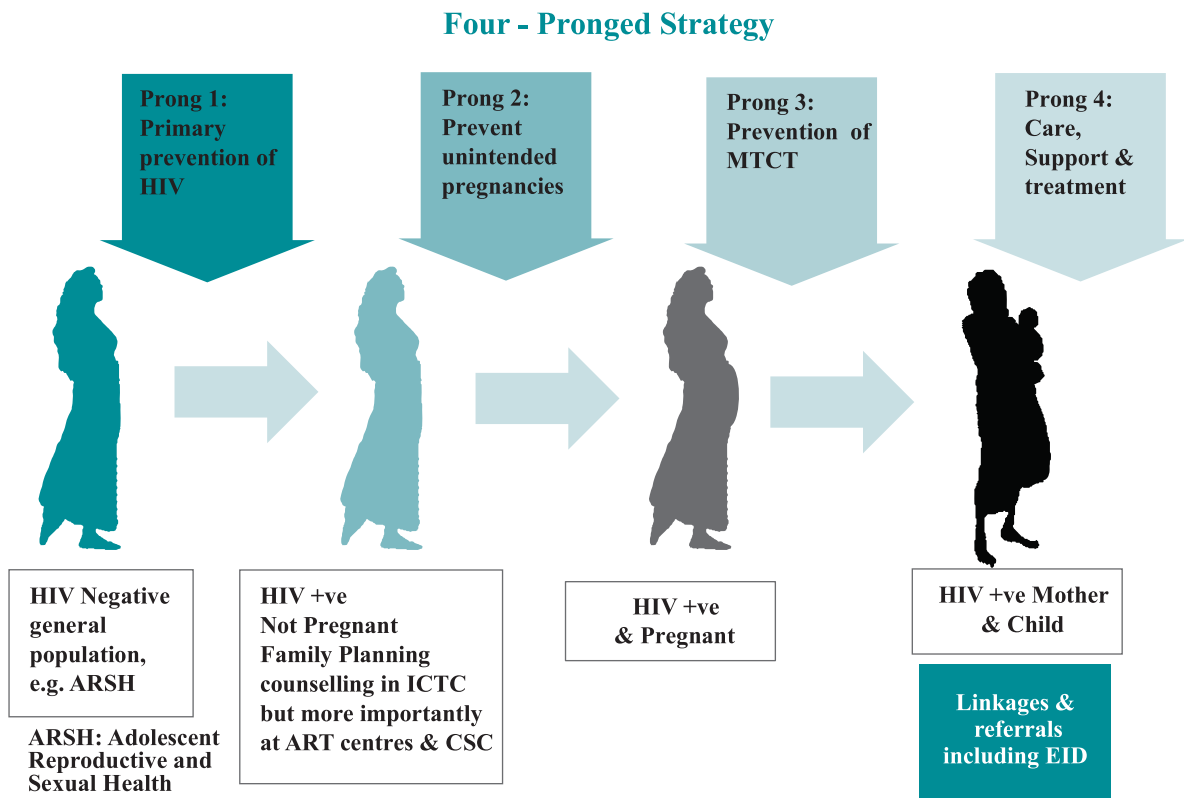 Four - Pronged Strategy
Prong 1:
Primary
prevention of
HIV
Prong 2:
Prevent
unintended
pregnancies
Prong 3:
Prevention of
MTCT
Prong 4:
Care,
Support &
treatment
HIV Negative
general
population,
e.g. ARSH
ARSH: Adolescent
Reproductive and
Sexual Health
HIV +ve
Not Pregnant
Family Planning
counselling in ICTC
but more importantly
at ART centres & CSC
HIV +ve
& Pregnant
HIV +ve Mother
& Child
Linkages &
referrals
including EID